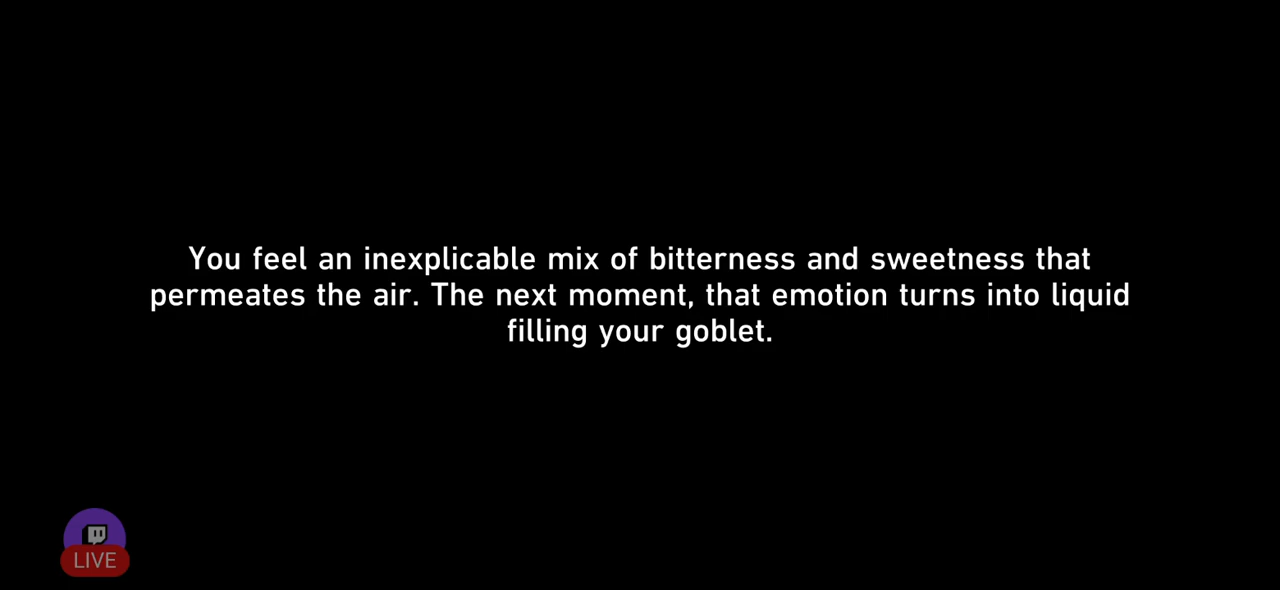 You feel an inexplicable mix of bitterness and sweetness that
permeates the air. The next moment, that emotion turns into liquid
filling your goblet.
LIVE